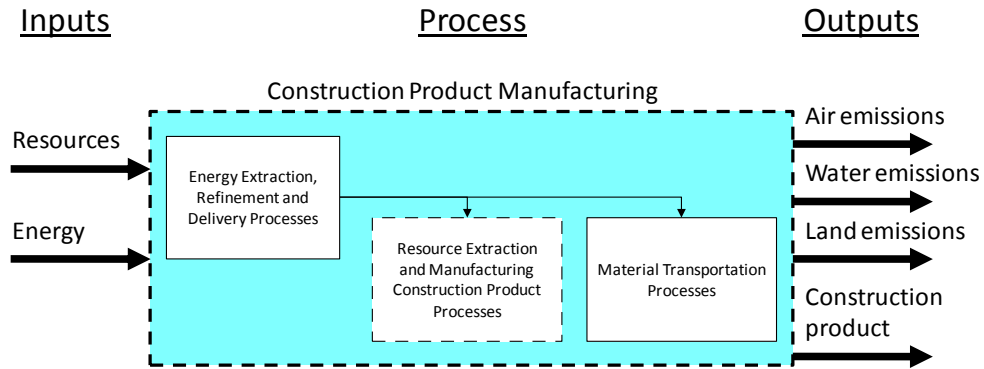 Inputs
Process
Outputs
Construction Product Manufacturing
Resources
Energy
Energy Extraction,
Refinement and
Delivery Processes
Resource Extraction
and Manufacturing
Construction Product
Processes
Material Transportation
Processes
Air emissions
Water emissions
Land emissions
Construction
product